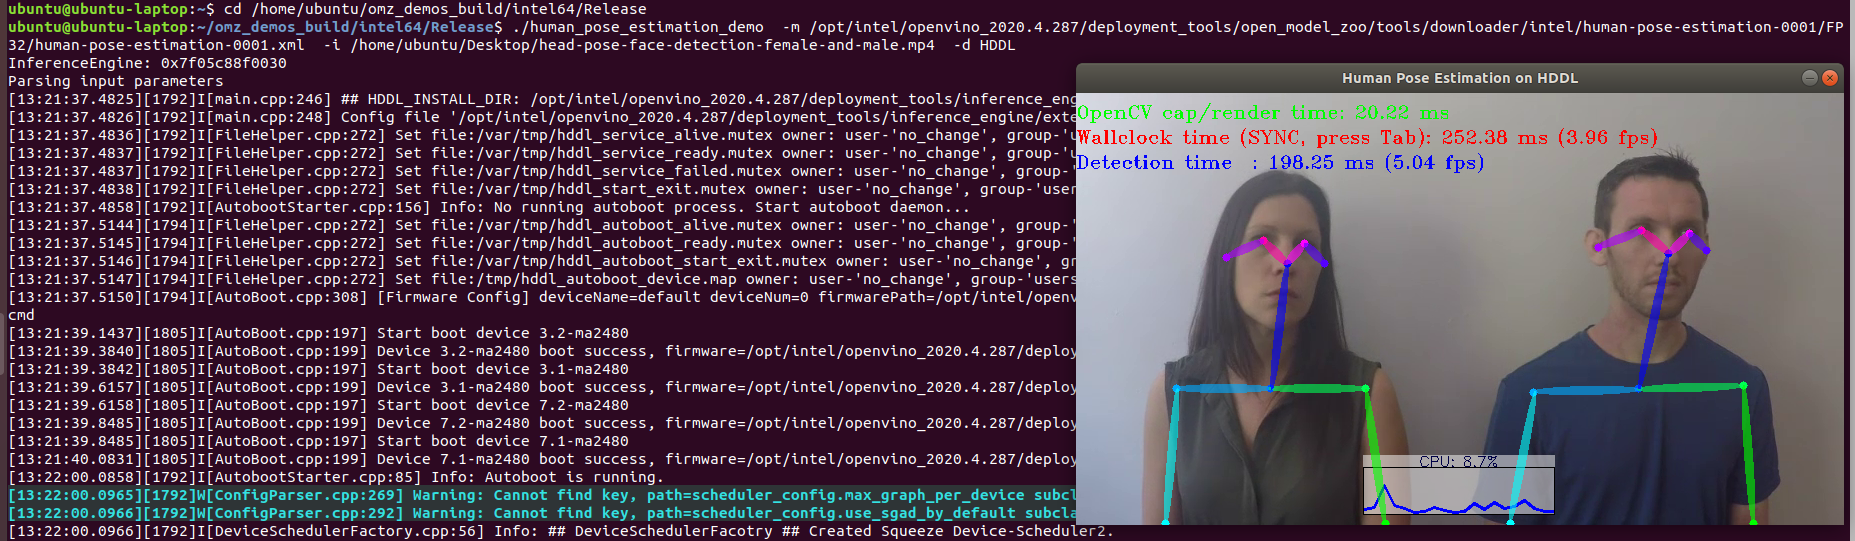 ubuntu@ubuntu-laptop:~$ cd /home/ubuntu/omz_demos_build/intel64/Release
ubuntu@ubuntu-laptop:~/omz_demos_build/intel64/Release$ ./human_pose_estimation_demo  -m /opt/intel/openvino_2020.4.287/deployment_tools/open_model_zoo/tools/downloader/intel/human-pose-estimation-0001/FP
32/human-pose-estimation-0001.xml  -i /home/ubuntu/Desktop/head-pose-face-detection-female-and-male.mp4  -d HDDL
InferenceEngine: 0x7f05c88f0030
Parsing input parameters
[13:21:37.4825][1792]I[main.cpp:246] ## HDDL_INSTALL_DIR: /opt/intel/openvino_2020.4.287/deployment_tools/inference_eng
[13:21:37.4826][1792]I[main.cpp:248] Config file '/opt/intel/openvino_2020.4.287/deployment_tools/inference_engine/exte
[13:21:37.4836][1792]I[FileHelper.cpp:272] Set file:/var/tmp/hddl_service_alive.mutex owner: user-'no_change', group-'u
[13:21:37.4837][1792]I[FileHelper.cpp:272] Set file:/var/tmp/hddl_service_ready.mutex owner: user-'no_change', group-'u
[13:21:37.4837][1792]I[FileHelper.cpp:272] Set file:/var/tmp/hddl_service_failed.mutex owner: user-'no_change', group-'
[13:21:37.4838][1792]I[FileHelper.cpp:272] Set file:/var/tmp/hddl_start_exit.mutex owner: user-'no_change', group-'user
[13:21:37.4858][1792]I[AutobootStarter.cpp:156] Info: No running autoboot process. Start autoboot daemon...
[13:21:37.5144][1794]I[FileHelper.cpp:272] Set file:/var/tmp/hddl_autoboot_alive.mutex owner: user-'no_change', group-'
[13:21:37.5145][1794]I[FileHelper.cpp:272] Set file:/var/tmp/hddl_autoboot_ready.mutex owner: user-'no_change', group-'
[13:21:37.5146][1794]I[FileHelper.cpp:272] Set file:/var/tmp/hddl_autoboot_start_exit.mutex owner: user-'no_change', gr
[13:21:37.5147][1794]I[FileHelper.cpp:272] Set file:/tmp/hddl_autoboot_device.map owner: user-'no_change', group-'users
[13:21:37.5150][1794]I[AutoBoot.cpp:308] [Firmware Config] deviceName=default deviceNum=0 firmwarePath=/opt/intel/openv
cmd
[13:21:39.1437][1805]I[AutoBoot.cpp:197] Start boot device 3.2-ma2480
[13:21:39.3840][1805]I[AutoBoot.cpp:199] Device 3.2-ma2480 boot success, firmware=/opt/intel/openvino_2020.4.287/deploy
[13:21:39.3842][1805]I[AutoBoot.cpp:197] Start boot device 3.1-ma2480
[13:21:39.6157][1805]I[AutoBoot.cpp:199] Device 3.1-ma2480 boot success, firmware=/opt/intel/openvino_2020.4.287/deploy
[13:21:39.6158][1805]I[AutoBoot.cpp:197] Start boot device 7.2-ma2480
[13:21:39.8485][1805]I[AutoBoot.cpp:199] Device 7.2-ma2480 boot success, firmware=/opt/intel/openvino_2020.4.287/deploy
[13:21:39.8485][1805]I[AutoBoot.cpp:197] Start boot device 7.1-ma2480
[13:21:40.0831][1805]I[AutoBoot.cpp:199] Device 7.1-ma2480 boot success, firmware=/opt/intel/openvino_2020.4.287/deploy
[13:22:00.0858][1792]I[AutobootStarter.cpp:85] Info: Autoboot is running.
[13:22:00.0965][1792]W[ConfigParser.cpp:269] Warning: Cannot find key, path=scheduler_config.max_graph_per_device subcl
[13:22:00.0966][1792]W[ConfigParser.cpp:292] Warning: Cannot find key, path=scheduler_config.use_sgad_by_default subcla
[13:22:00.0966][1792]I[DeviceSchedulerFactory.cpp:56] Info: ## DeviceSchedulerFacotry ## Created Squeeze Device-Scheduler2.
Human Pose Estimation on HDDL
OpenCV cap/render time: 20.22 ms
Wallclock time (SYNC, press Tab): 252.38 ms (3.96 fps)
Detection time  : 198.25 ms (5.04 fps)
CPU: 8.7%